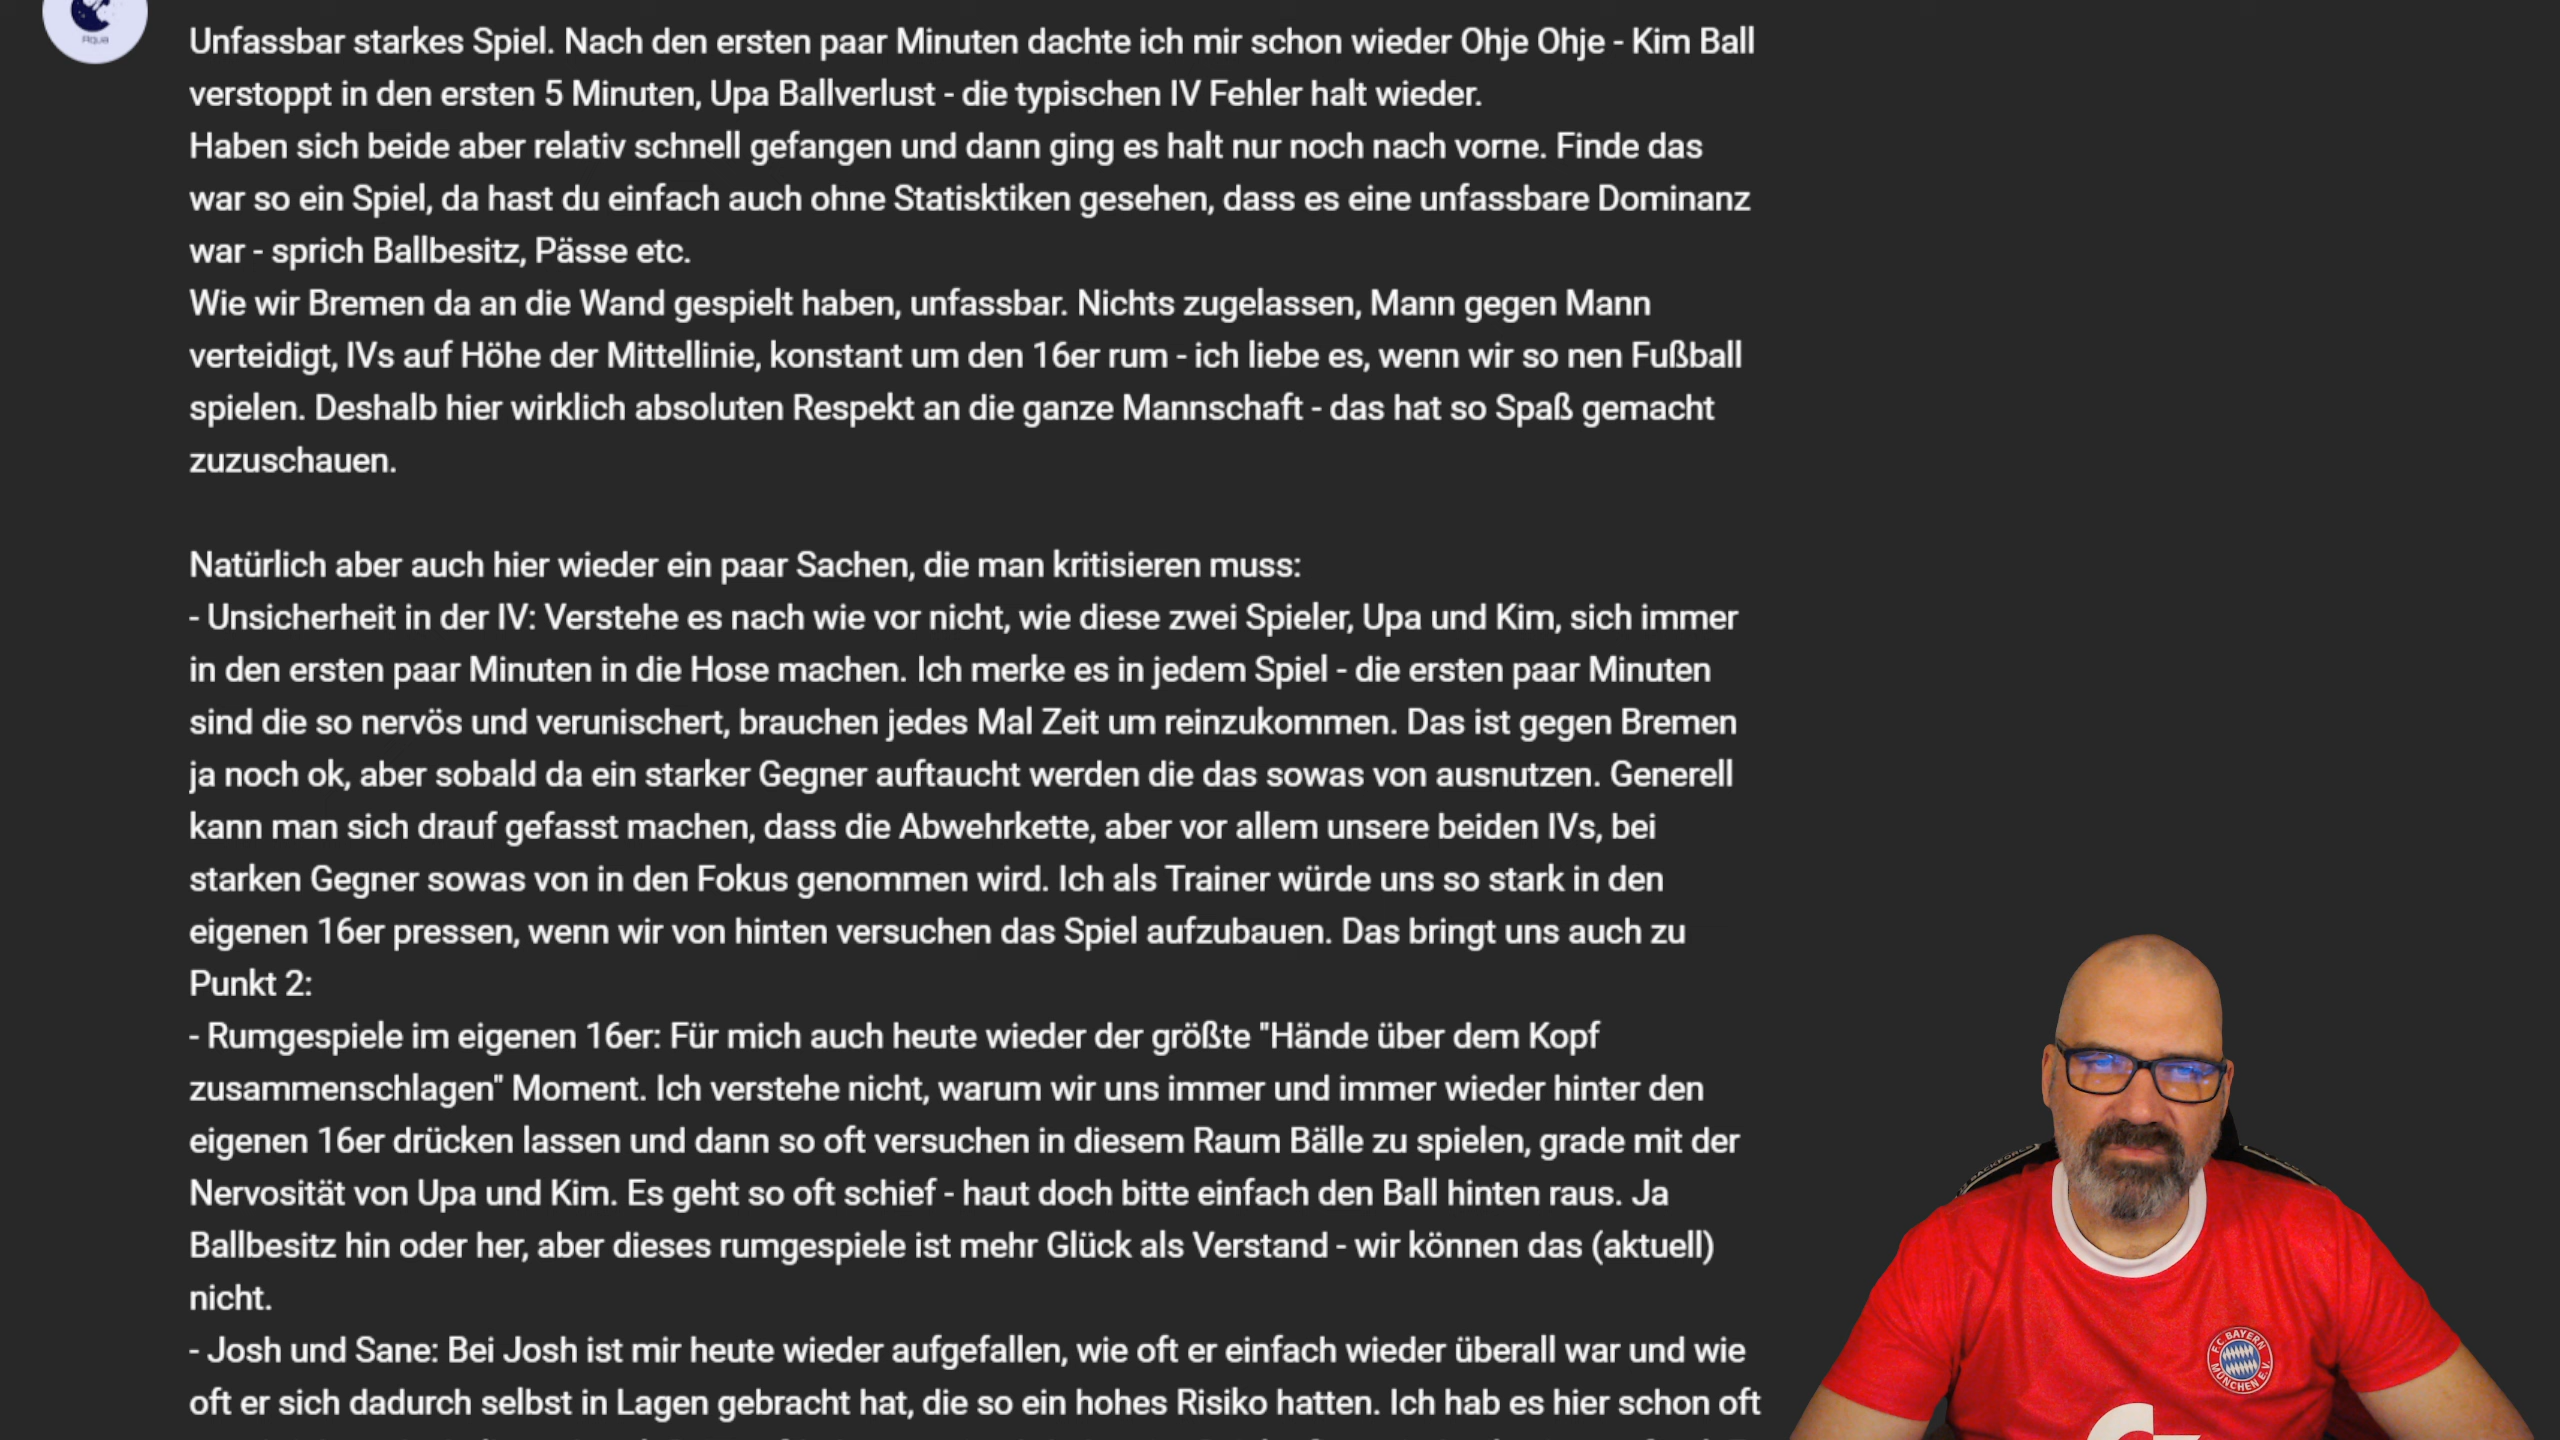 Aqua
Unfassbar starkes Spiel. Nach den ersten paar Minuten dachte ich mir schon wieder Ohje Ohje - Kim Ball
verstoppt in den ersten 5 Minuten, Upa Ballverlust - die typischen IV Fehler halt wieder.
Haben sich beide aber relativ schnell gefangen und dann ging es halt nur noch nach vorne. Finde das
war so ein Spiel, da hast du einfach auch ohne Statisktiken gesehen, dass es eine unfassbare Dominanz
war - sprich Ballbesitz, Pässe etc.
Wie wir Bremen da an die Wand gespielt haben, unfassbar. Nichts zugelassen, Mann gegen Mann
verteidigt, IVs auf Höhe der Mittellinie, konstant um den 16er rum - ich liebe es, wenn wir so nen Fußball
spielen. Deshalb hier wirklich absoluten Respekt an die ganze Mannschaft - das hat so Spaß gemacht
zuzuschauen.
Natürlich aber auch hier wieder ein paar Sachen, die man kritisieren muss:
- Unsicherheit in der IV: Verstehe es nach wie vor nicht, wie diese zwei Spieler, Upa und Kim, sich immer
in den ersten paar Minuten in die Hose machen. Ich merke es in jedem Spiel - die ersten paar Minuten
sind die so nervös und verunischert, brauchen jedes Mal Zeit um reinzukommen. Das ist gegen Bremen
ja noch ok, aber sobald da ein starker Gegner auftaucht werden die das sowas von ausnutzen. Generell
kann man sich drauf gefasst machen, dass die Abwehrkette, aber vor allem unsere beiden IVs, bei
starken Gegner sowas von in den Fokus genommen wird. Ich als Trainer würde uns so stark in den
eigenen 16er pressen, wenn wir von hinten versuchen das Spiel aufzubauen. Das bringt uns auch zu
Punkt 2:
- Rumgespiele im eigenen 16er: Für mich auch heute wieder der größte "Hände über dem Kopf
zusammenschlagen" Moment. Ich verstehe nicht, warum wir uns immer und immer wieder hinter den
eigenen 16er drücken lassen und dann so oft versuchen in diesem Raum Bälle zu spielen, grade mit der
Nervosität von Upa und Kim. Es geht so oft schief - haut doch bitte einfach den Ball hinten raus. Ja
Ballbesitz hin oder her, aber dieses rumgespiele ist mehr Glück als Verstand - wir können das (aktuell)
nicht.
- Josh und Sane: Bei Josh ist mir heute wieder aufgefallen, wie oft er einfach wieder überall war und wie
oft er sich dadurch selbst in Lagen gebracht hat, die so ein hohes Risiko hatten. Ich hab es hier schon oft
F.C. BAYERN
MÜNCHEN E.V.